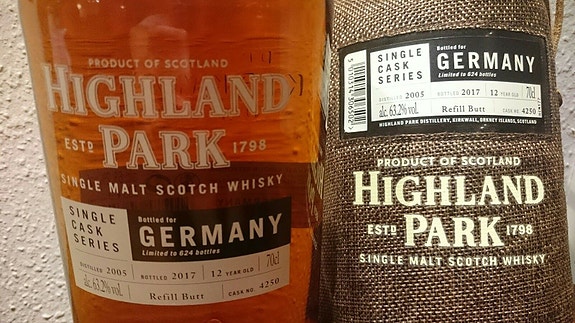 PRODUCT OF SCOTLAND
HIGHLAND
ESTD PARK 1798
SINGLE MALT SCOTCH WHISKY
SINGLE CASK SERIES
Bottled for
GERMANY
Limited to 624 bottles
DISTILLED 2005 BOTTLED 2017 12 YEAR OLD 70cl
alc. 63,2% vol. Refill Butt CASK NO. 4250
SINGLE CASK SERIES
Bottled for
GERMANY
Limited to 624 bottles
DISTILLED 2005 BOTTLED 2017 12 YEAR OLD 70cl
alc. 63,2% vol. Refill Butt CASK NO. 4250
HIGHLAND PARK DISTILLERY, KIRKWALL, ORKNEY ISLANDS, SCOTLAND
PRODUCT OF SCOTLAND
HIGHLAND
ESTD PARK 1798
SINGLE MALT SCOTCH WHISKY